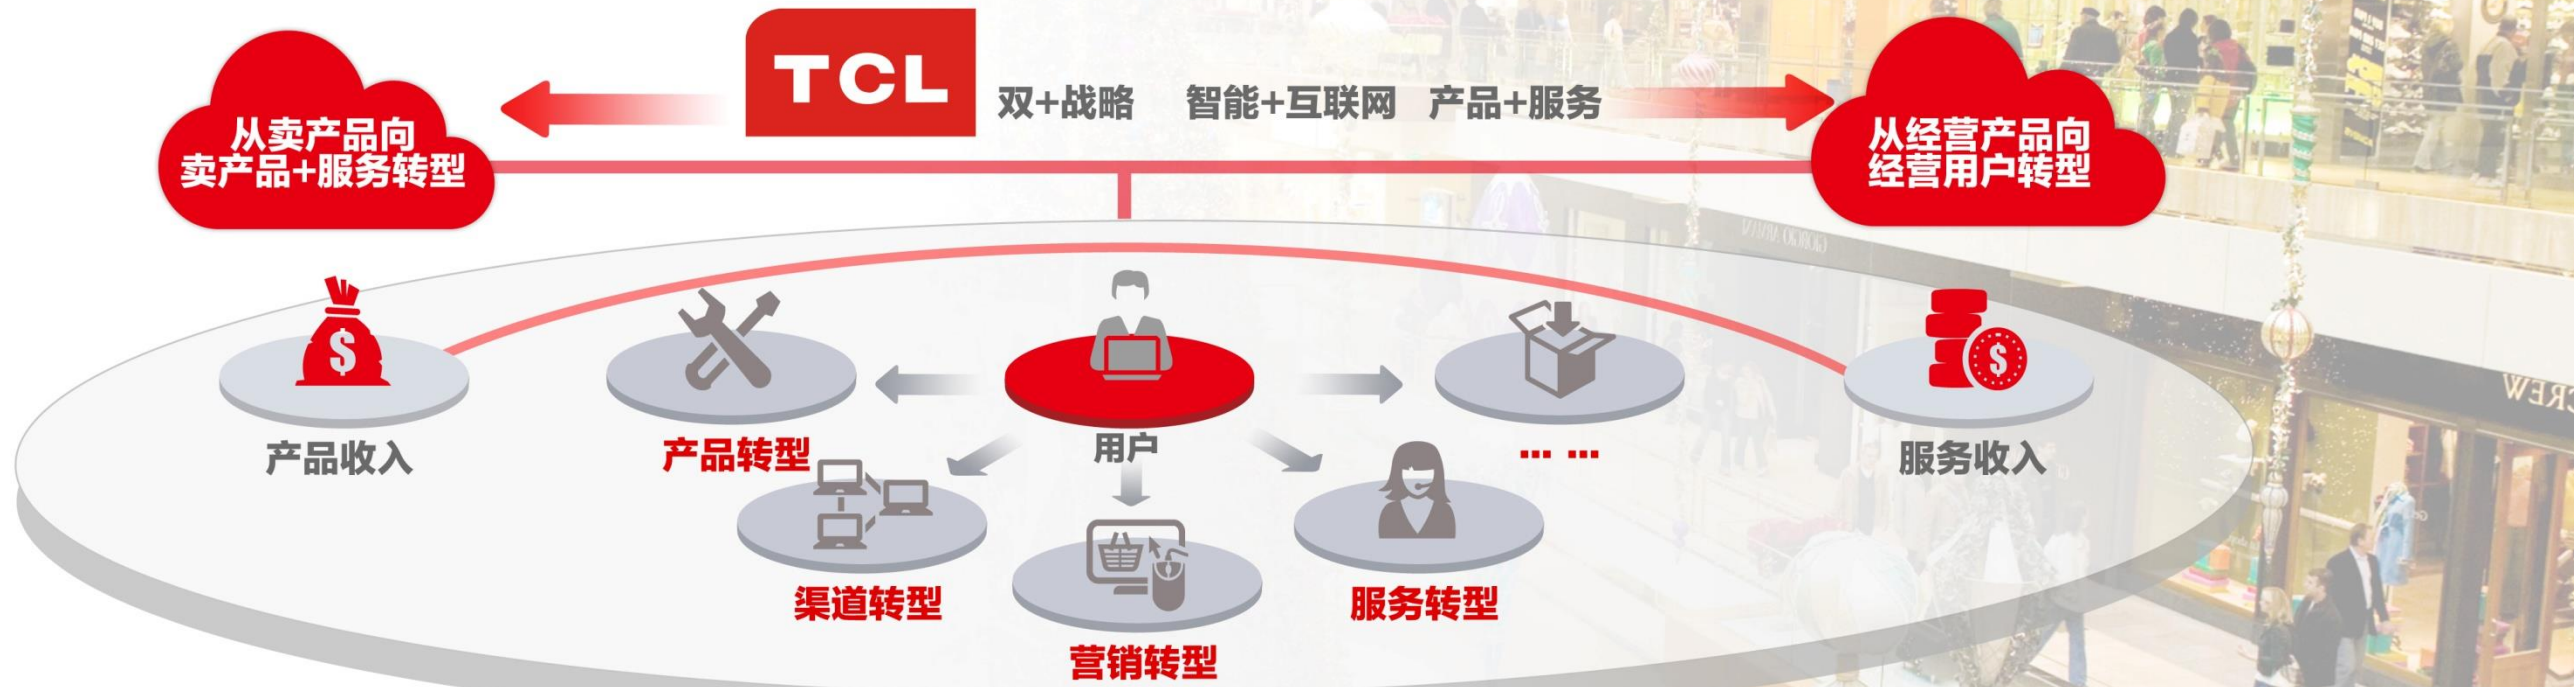 TCL
双+战略 智能+互联网 产品+服务
从卖产品向
卖产品+服务转型
从经营产品向
经营用户转型
产品收入
产品转型
用户
... ...
服务收入
渠道转型
服务转型
营销转型